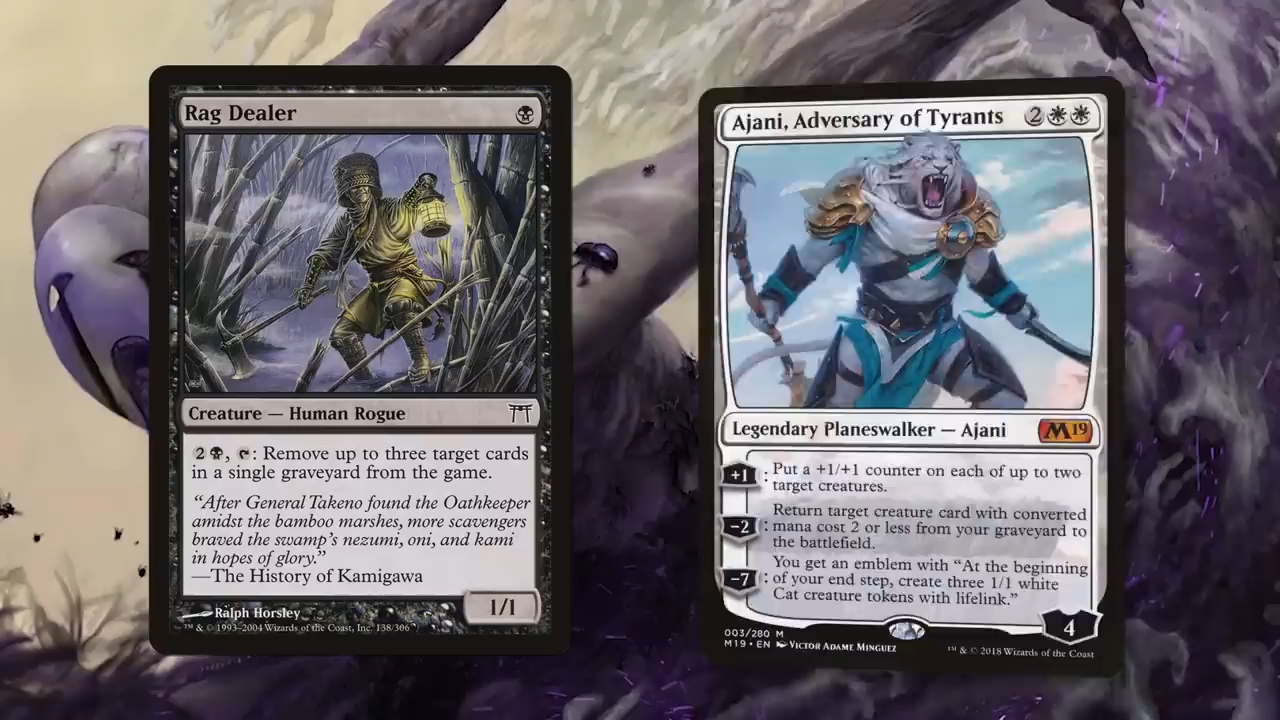 Rag Dealer
Creature — Human Rogue
2, : Remove up to three target cards
in a single graveyard from the game.
“After General Takeno found the Oathkeeper
amidst the bamboo marshes, more scavengers
braved the swamp’s nezumi, oni, and kami
in hopes of glory.”
—The History of Kamigawa
1/1
Ralph Horsley
™ & © 1993–2004 Wizards of the Coast, Inc. 138/306
Ajani, Adversary of Tyrants 2
Legendary Planeswalker — Ajani M19
+1: Put a +1/+1 counter on each of up to two
target creatures.
Return target creature card with converted
-2: mana cost 2 or less from your graveyard to
the battlefield.
You get an emblem with “At the beginning
-7: of your end step, create three 1/1 white
Cat creature tokens with lifelink.”
4
003/280 M
M19 • EN Victor Adame Minguez
™ & © 2018 Wizards of the Coast